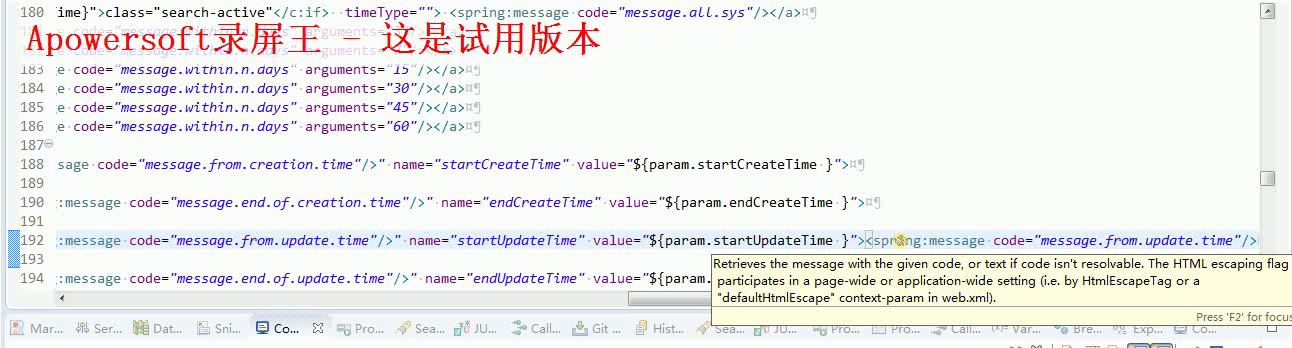 180 ime}">class="search-active"</c:if> timeType=""> <spring:message code="message.all.sys"/></a>¤¶
Apowersoft录屏王 - 这是试用版本
183 e code="message.within.n.days" arguments="15"/></a>¤¶
184 e code="message.within.n.days" arguments="30"/></a>¤¶
185 e code="message.within.n.days" arguments="45"/></a>¤¶
186 e code="message.within.n.days" arguments="60"/></a>¤¶
187
188 sage code="message.from.creation.time"/>" name="startCreateTime" value="${param.startCreateTime }">¤¶
189
190 :message code="message.end.of.creation.time"/>" name="endCreateTime" value="${param.endCreateTime }">¤¶
191
192 :message code="message.from.update.time"/>" name="startUpdateTime" value="${param.startUpdateTime }"><spring:message code="message.from.update.time"/>
193
194 :message code="message.end.of.update.time"/>" name="endUpdateTime" value="${param.
Retrieves the message with the given code, or text if code isn't resolvable. The HTML escaping flag
participates in a page-wide or application-wide setting (i.e. by HtmlEscapeTag or a
"defaultHtmlEscape" context-param in web.xml).
Press 'F2' for focus
Mar... Ser... Dat... Sni... Co... Pro... Sea... JU... Call... Git ... Hist... Sea... JU... Pro... Pro... Call... Var... Bre... Exp... Co...